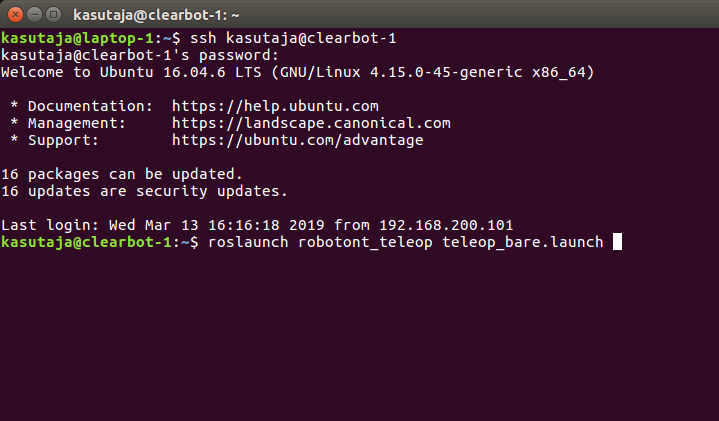 kasutaja@clearbot-1: ~
kasutaja@laptop-1:~$ ssh kasutaja@clearbot-1
kasutaja@clearbot-1's password:
Welcome to Ubuntu 16.04.6 LTS (GNU/Linux 4.15.0-45-generic x86_64)
 * Documentation:  https://help.ubuntu.com
 * Management:     https://landscape.canonical.com
 * Support:        https://ubuntu.com/advantage
16 packages can be updated.
16 updates are security updates.
Last login: Wed Mar 13 16:16:18 2019 from 192.168.200.101
kasutaja@clearbot-1:~$ roslaunch robotont_teleop teleop_bare.launch